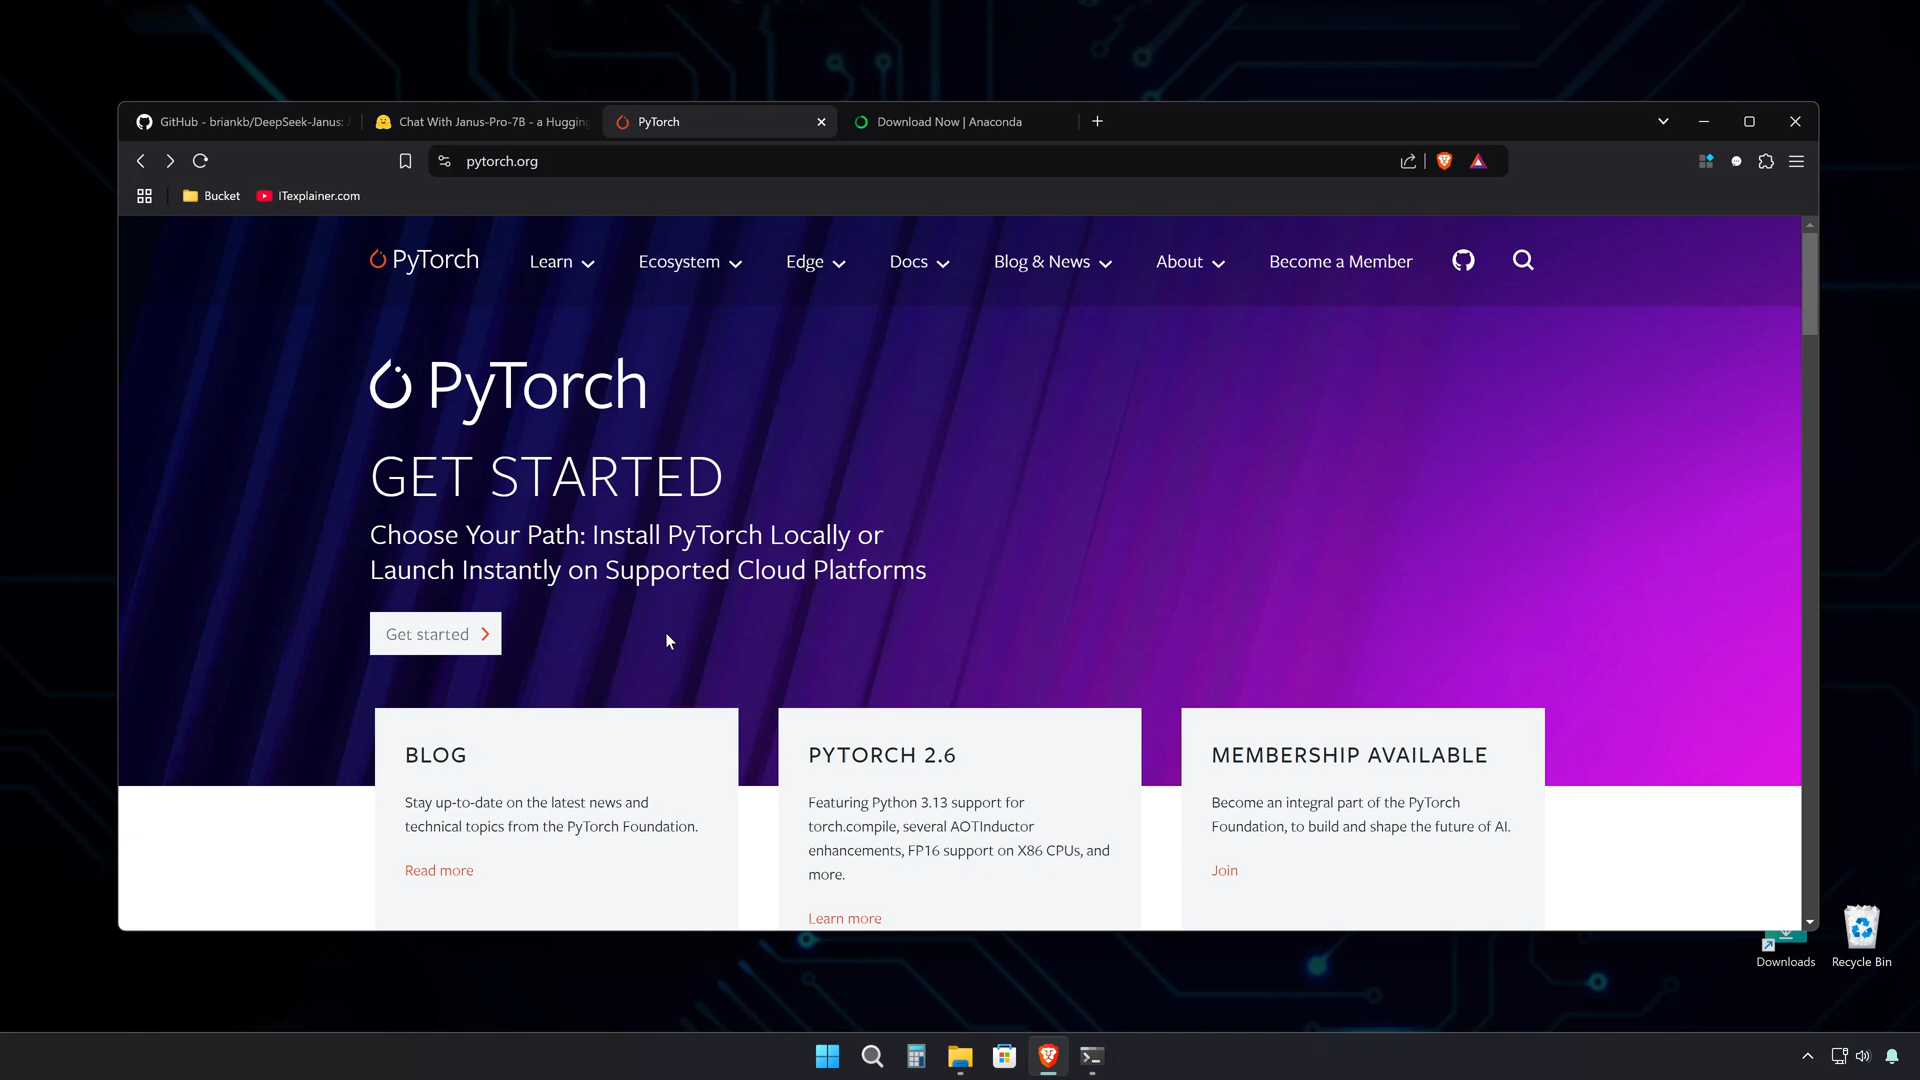 GitHub - briankb/DeepSeek-Janus:
Chat With Janus-Pro-7B - a Hugging
PyTorch
Download Now | Anaconda
pytorch.org
Bucket
ITexplainer.com
PyTorch
Learn
Ecosystem
Edge
Docs
Blog & News
About
Become a Member
PyTorch
GET STARTED
Choose Your Path: Install PyTorch Locally or
Launch Instantly on Supported Cloud Platforms
Get started
BLOG
Stay up-to-date on the latest news and
technical topics from the PyTorch Foundation.
Read more
PYTORCH 2.6
Featuring Python 3.13 support for
torch.compile, several AOTInductor
enhancements, FP16 support on X86 CPUs, and
more.
Learn more
MEMBERSHIP AVAILABLE
Become an integral part of the PyTorch
Foundation, to build and shape the future of AI.
Join
Downloads
Recycle Bin